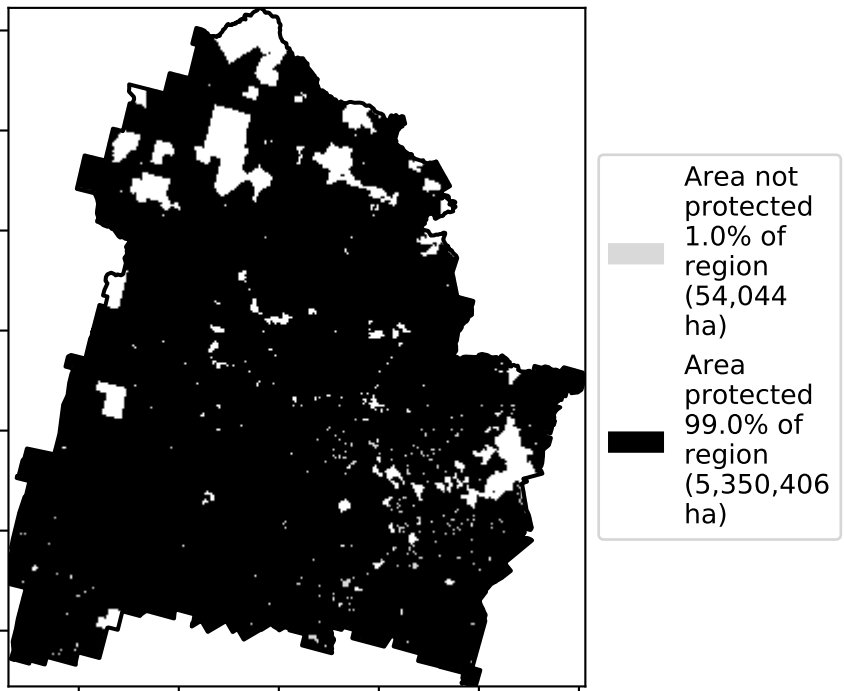 Area not
protected
1.0% of
region
(54,044
ha)
Area
protected
99.0% of
region
(5,350,406
ha)